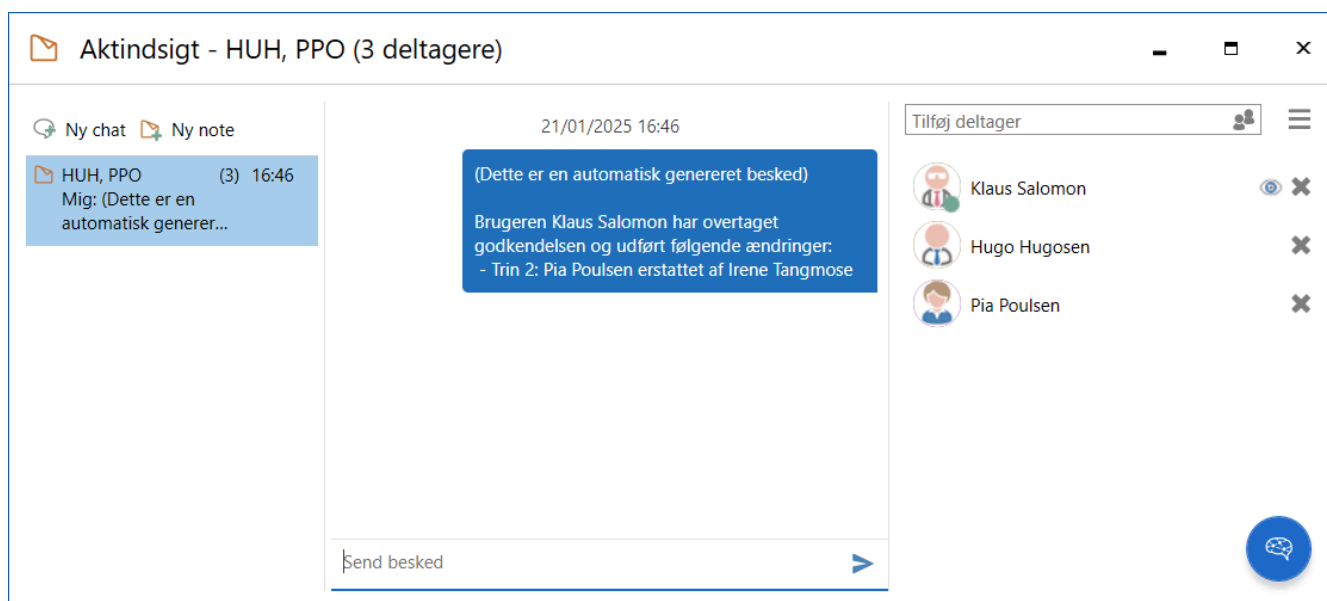 Aktindsigt - HUH, PPO (3 deltagere)
Ny chat Ny note
HUH, PPO (3) 16:46
Mig: (Dette er en
automatisk generer...
21/01/2025 16:46
(Dette er en automatisk genereret besked)
Brugeren Klaus Salomon har overtaget
godkendelsen og udført følgende ændringer:
- Trin 2: Pia Poulsen erstattet af Irene Tangmose
Send besked
Tilføj deltager
Klaus Salomon
Hugo Hugosen
Pia Poulsen